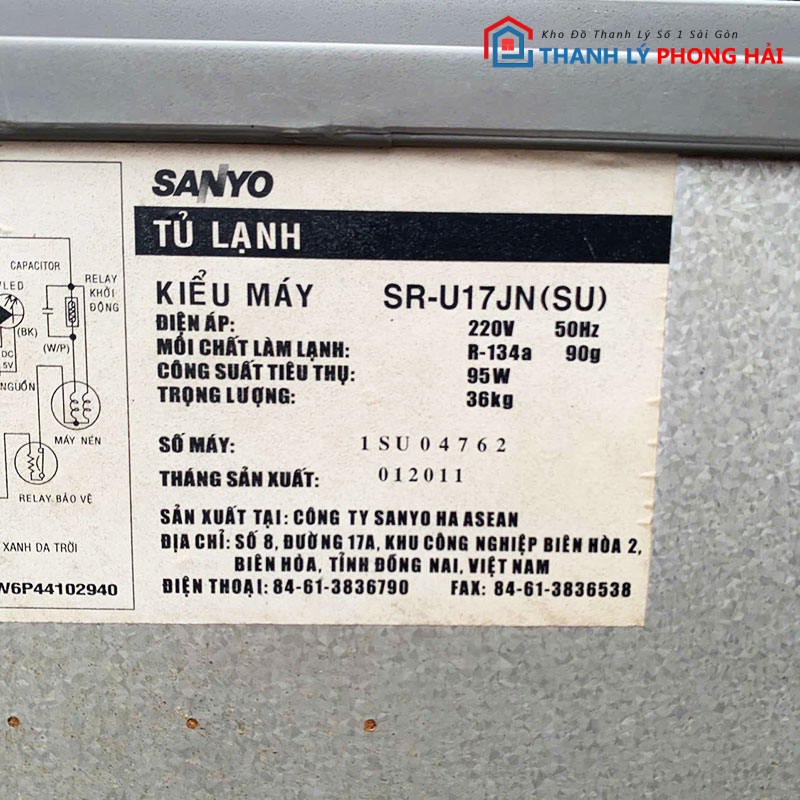 Kho Đồ Thanh Lý Số 1 Sài Gòn
THANH LÝ PHONG HẢI
SANYO
TỦ LẠNH
KIỂU MÁY SR-U17JN(SU)
ĐIỆN ÁP: 220V 50Hz
MÔI CHẤT LÀM LẠNH: R-134a 90g
CÔNG SUẤT TIÊU THỤ: 95W
TRỌNG LƯỢNG: 36kg
SỐ MÁY: 1SU04762
THÁNG SẢN XUẤT: 012011
SẢN XUẤT TẠI: CÔNG TY SANYO HA ASEAN
ĐỊA CHỈ: SỐ 8, ĐƯỜNG 17A, KHU CÔNG NGHIỆP BIÊN HÒA 2,
BIÊN HÒA, TỈNH ĐỒNG NAI, VIỆT NAM
ĐIỆN THOẠI: 84-61-3836790 FAX: 84-61-3836538
CAPACITOR
RELAY
KHỞI
ĐỘNG
LED
(BK)
(W/P)
DC
5V
NGUỒN
MÁY NÉN
RELAY BẢO VỆ
XANH DA TRỜI
W6P44102940